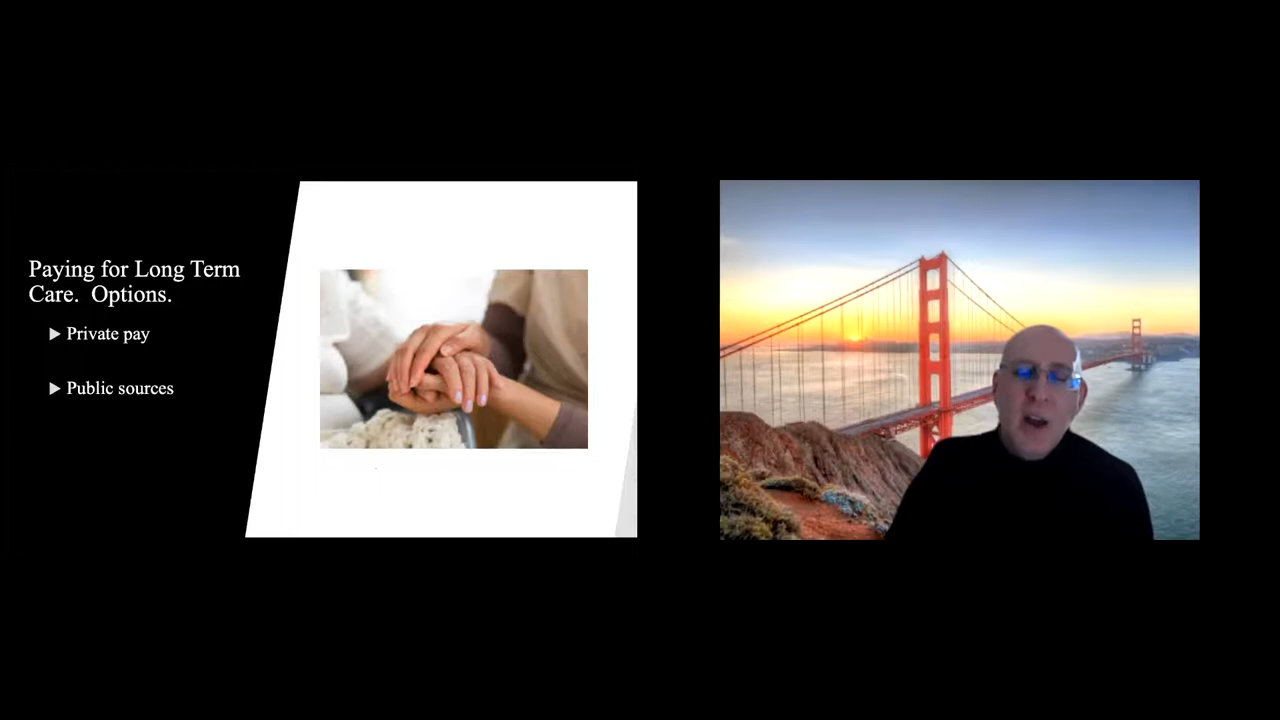 Paying for Long Term
Care.  Options.
Private pay
Public sources